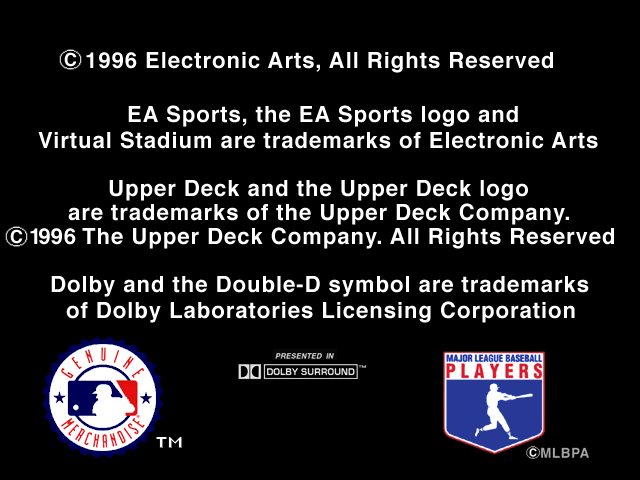 ©1996 Electronic Arts, All Rights Reserved
EA Sports, the EA Sports logo and
Virtual Stadium are trademarks of Electronic Arts
Upper Deck and the Upper Deck logo
are trademarks of the Upper Deck Company.
©1996 The Upper Deck Company. All Rights Reserved
Dolby and the Double-D symbol are trademarks
of Dolby Laboratories Licensing Corporation
GENUINE
MERCHANDISE
TM
PRESENTED IN
DOLBY SURROUND™
MAJOR LEAGUE BASEBALL
PLAYERS
©MLBPA